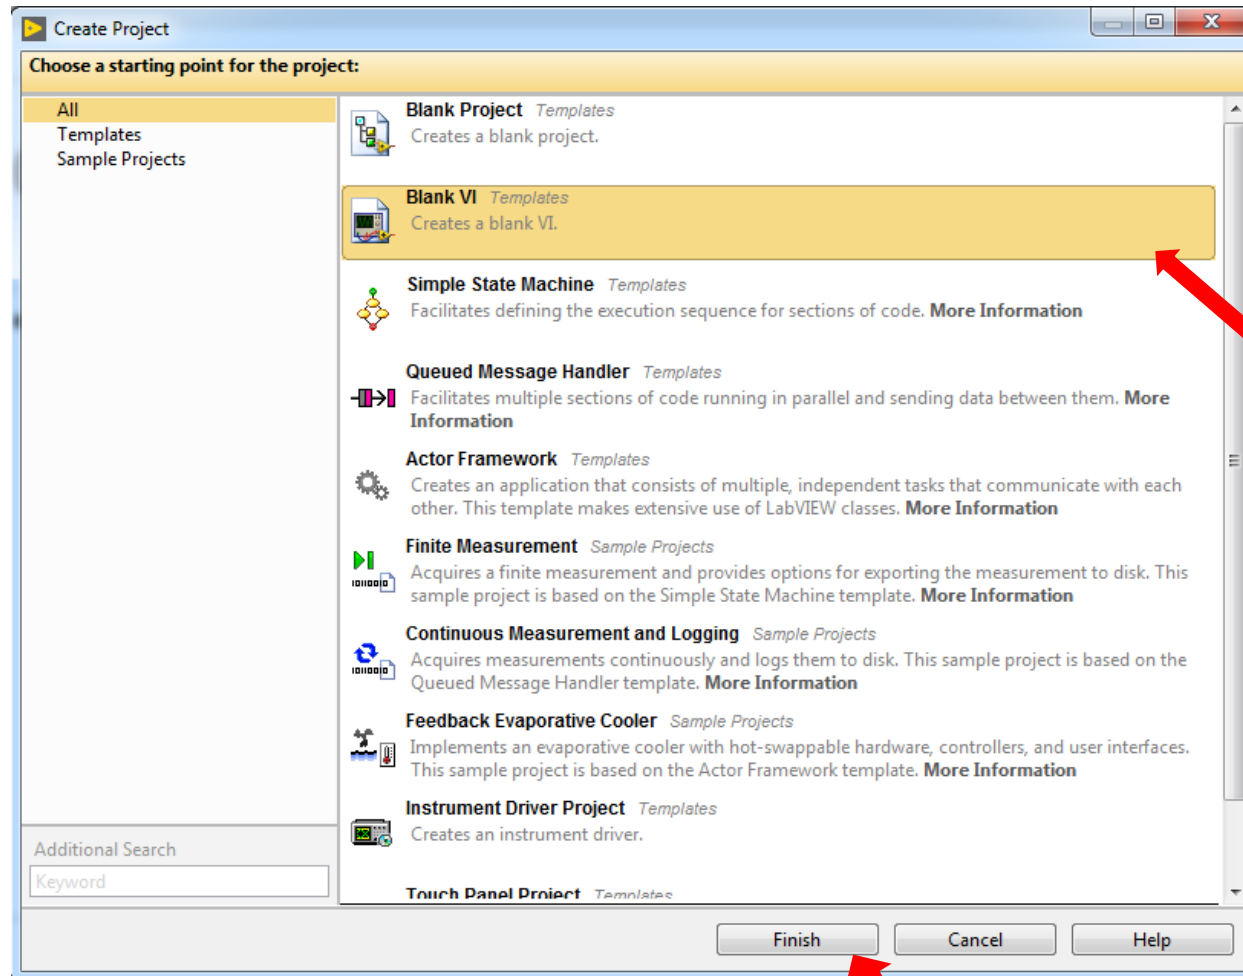 Create Project
Choose a starting point for the project:
All
Templates
Sample Projects
Blank Project Templates
Creates a blank project.
Blank VI Templates
Creates a blank VI.
Simple State Machine Templates
Facilitates defining the execution sequence for sections of code. More Information
Queued Message Handler Templates
Facilitates multiple sections of code running in parallel and sending data between them. More
Information
Actor Framework Templates
Creates an application that consists of multiple, independent tasks that communicate with each
other. This template makes extensive use of LabVIEW classes. More Information
Finite Measurement Sample Projects
Acquires a finite measurement and provides options for exporting the measurement to disk. This
sample project is based on the Simple State Machine template. More Information
Continuous Measurement and Logging Sample Projects
Acquires measurements continuously and logs them to disk. This sample project is based on the
Queued Message Handler template. More Information
Feedback Evaporative Cooler Sample Projects
Implements an evaporative cooler with hot-swappable hardware, controllers, and user interfaces.
This sample project is based on the Actor Framework template. More Information
Instrument Driver Project Templates
Creates an instrument driver.
Touch Panel Project Templates
Additional Search
Keyword
Finish
Cancel
Help